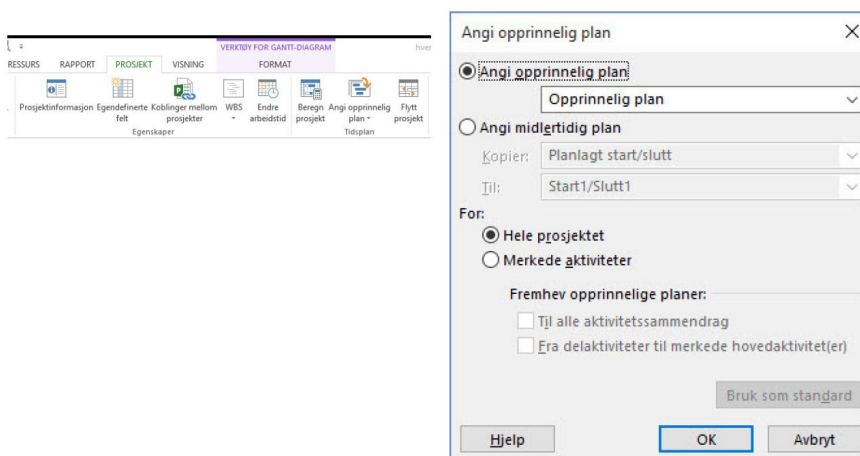 VERKTØY FOR GANTT-DIAGRAM
RESSURS RAPPORT PROSJEKT VISNING FORMAT
Prosjektinformasjon Egendefinerte Koblinger mellom WBS Endre Beregn Angi opprinnelig Flytt
felt prosjekter arbeidstid prosjekt plan prosjekt
Egenskaper Tidsplan
Angi opprinnelig plan
Angi opprinnelig plan
Opprinnelig plan
Angi midlertidig plan
Kopier: Planlagt start/slutt
Til: Start1/Slutt1
For:
Hele prosjektet
Merkede aktiviteter
Fremhev opprinnelige planer:
Til alle aktivitetssammendrag
Fra delaktiviteter til merkede hovedaktivitet(er)
Bruk som standard
Hjelp OK Avbryt